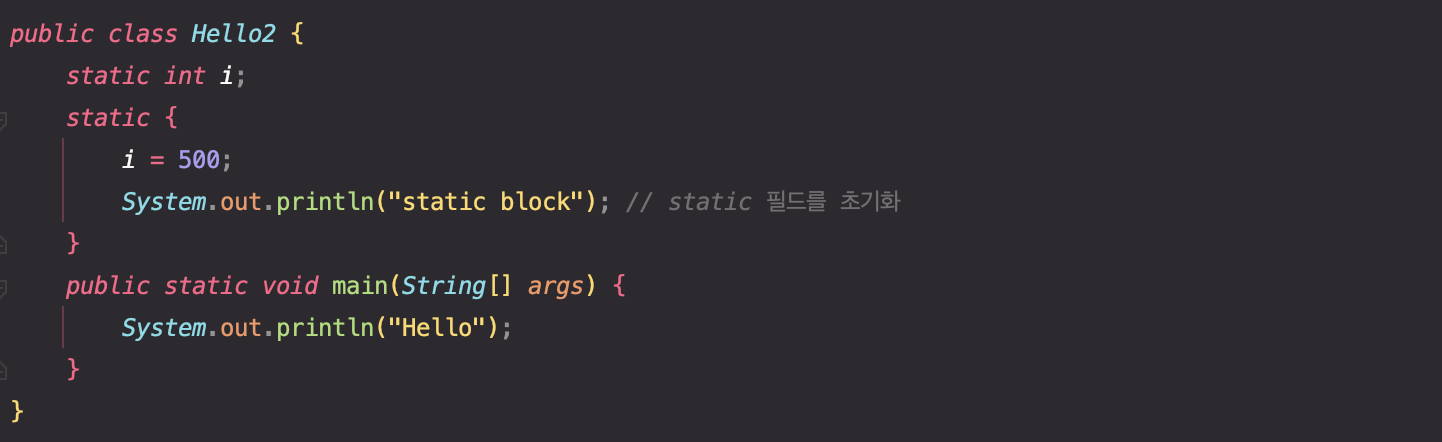 public class Hello2 {
    static int i;
    static {
        i = 500;
        System.out.println("static block"); // static 필드를 초기화
    }
    public static void main(String[] args) {
        System.out.println("Hello");
    }
}